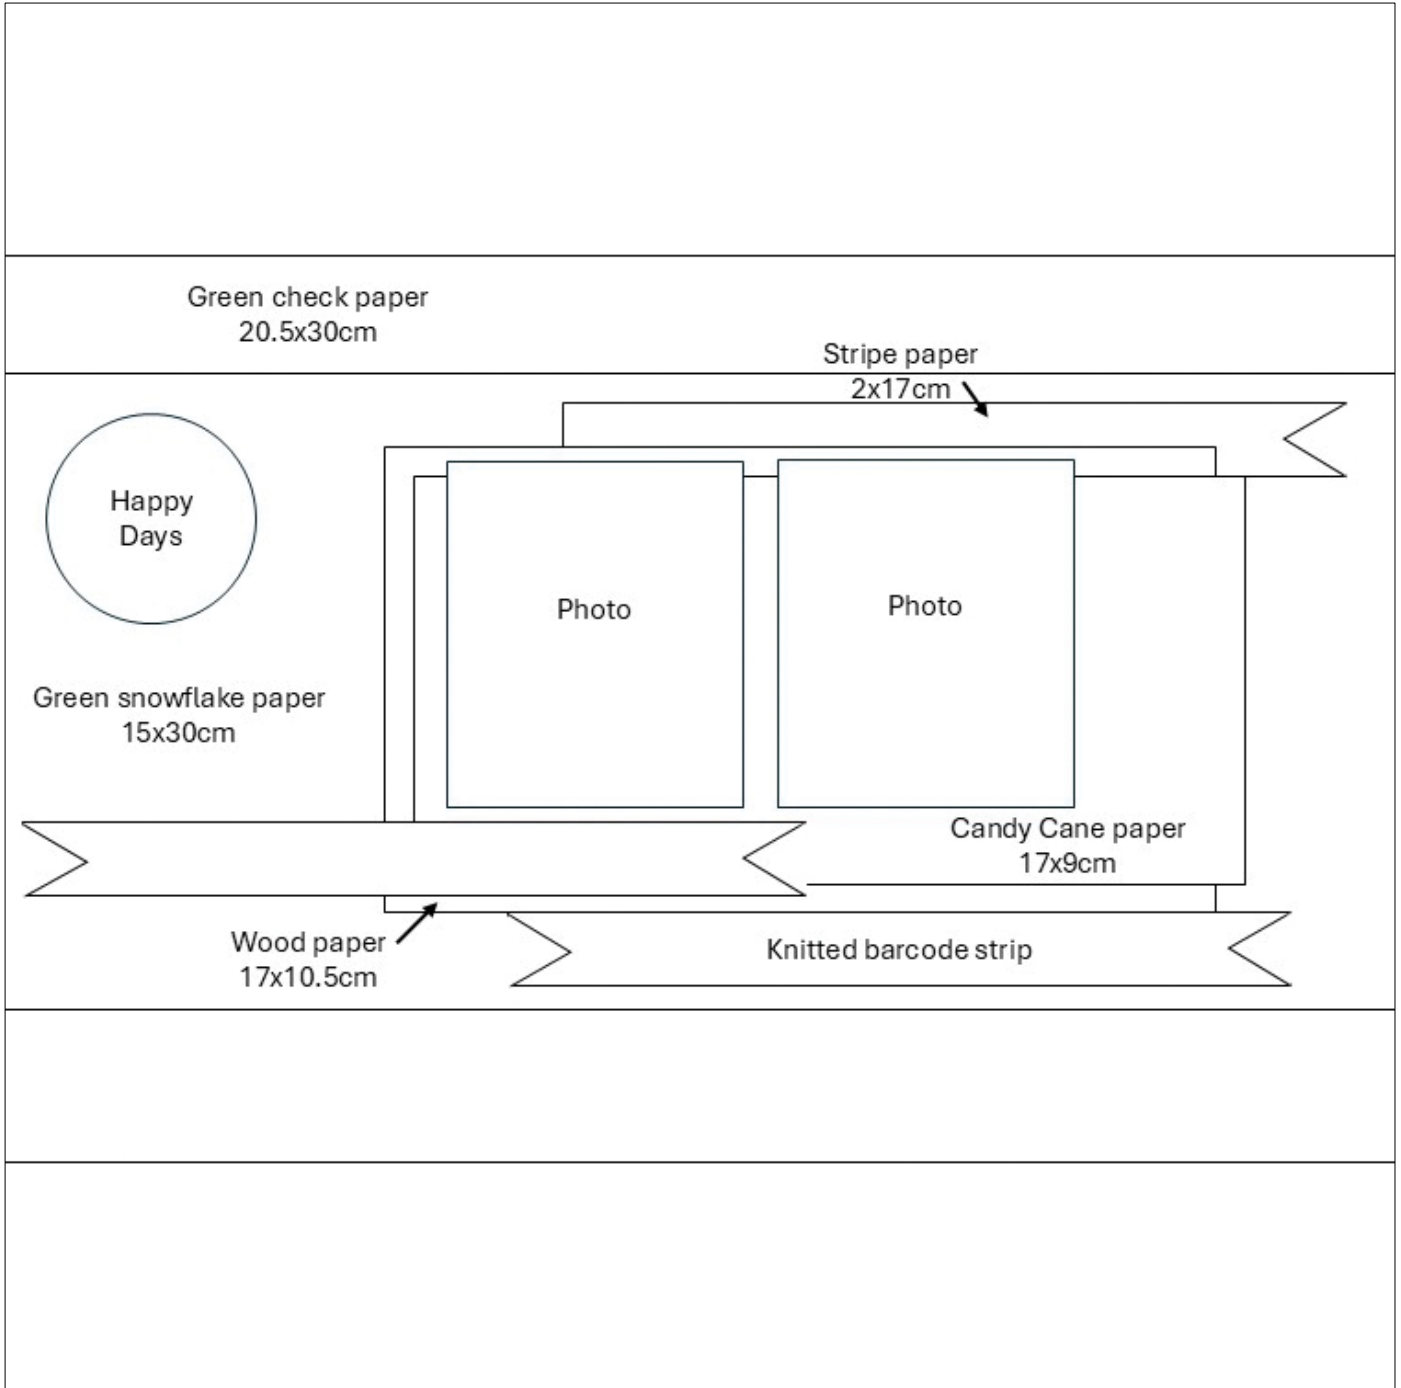 Green check paper
20.5x30cm
Stripe paper
2x17cm
Happy
Days
Photo
Photo
Green snowflake paper
15x30cm
Candy Cane paper
17x9cm
Wood paper
17x10.5cm
Knitted barcode strip